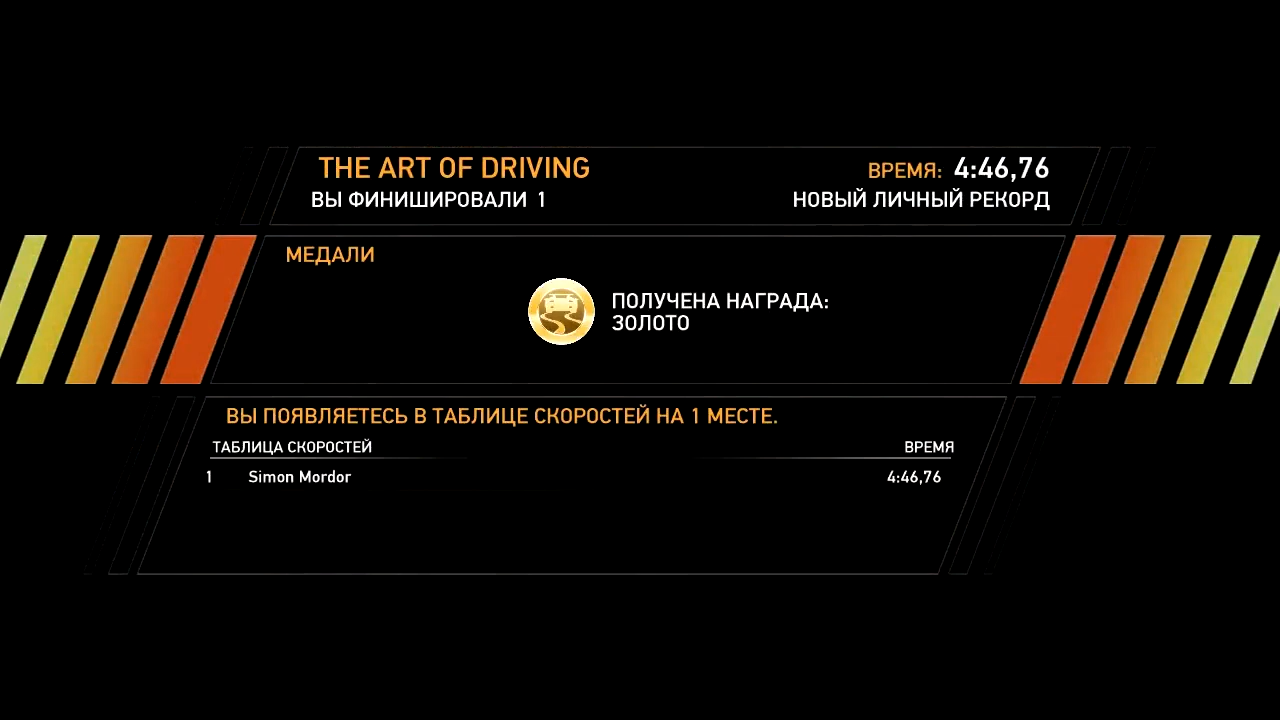 THE ART OF DRIVING
ВРЕМЯ: 4:46,76
ВЫ ФИНИШИРОВАЛИ 1
НОВЫЙ ЛИЧНЫЙ РЕКОРД
МЕДАЛИ
ПОЛУЧЕНА НАГРАДА:
ЗОЛОТО
ВЫ ПОЯВЛЯЕТЕСЬ В ТАБЛИЦЕ СКОРОСТЕЙ НА 1 МЕСТЕ.
ТАБЛИЦА СКОРОСТЕЙ ВРЕМЯ
1 Simon Mordor 4:46,76